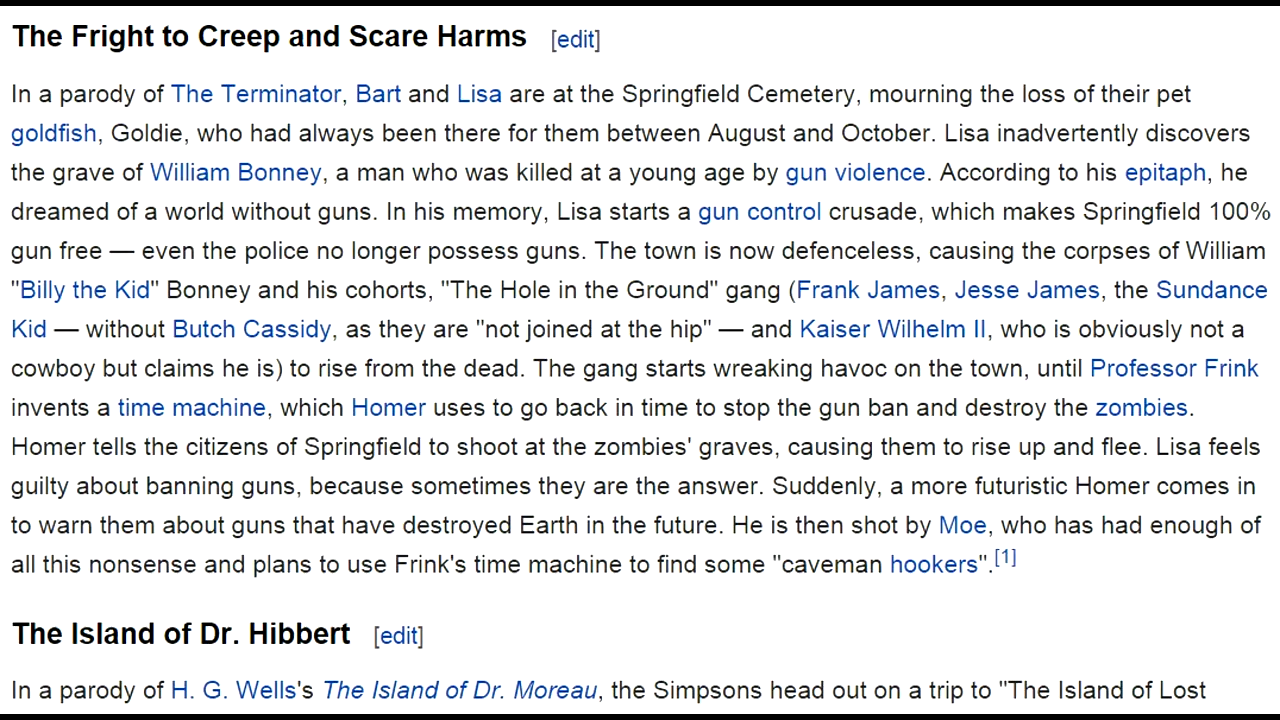 The Fright to Creep and Scare Harms [edit]
In a parody of The Terminator, Bart and Lisa are at the Springfield Cemetery, mourning the loss of their pet
goldfish, Goldie, who had always been there for them between August and October. Lisa inadvertently discovers
the grave of William Bonney, a man who was killed at a young age by gun violence. According to his epitaph, he
dreamed of a world without guns. In his memory, Lisa starts a gun control crusade, which makes Springfield 100%
gun free — even the police no longer possess guns. The town is now defenceless, causing the corpses of William
"Billy the Kid" Bonney and his cohorts, "The Hole in the Ground" gang (Frank James, Jesse James, the Sundance
Kid — without Butch Cassidy, as they are "not joined at the hip" — and Kaiser Wilhelm II, who is obviously not a
cowboy but claims he is) to rise from the dead. The gang starts wreaking havoc on the town, until Professor Frink
invents a time machine, which Homer uses to go back in time to stop the gun ban and destroy the zombies.
Homer tells the citizens of Springfield to shoot at the zombies' graves, causing them to rise up and flee. Lisa feels
guilty about banning guns, because sometimes they are the answer. Suddenly, a more futuristic Homer comes in
to warn them about guns that have destroyed Earth in the future. He is then shot by Moe, who has had enough of
all this nonsense and plans to use Frink's time machine to find some "caveman hookers".[1]
The Island of Dr. Hibbert [edit]
In a parody of H. G. Wells's The Island of Dr. Moreau, the Simpsons head out on a trip to "The Island of Lost